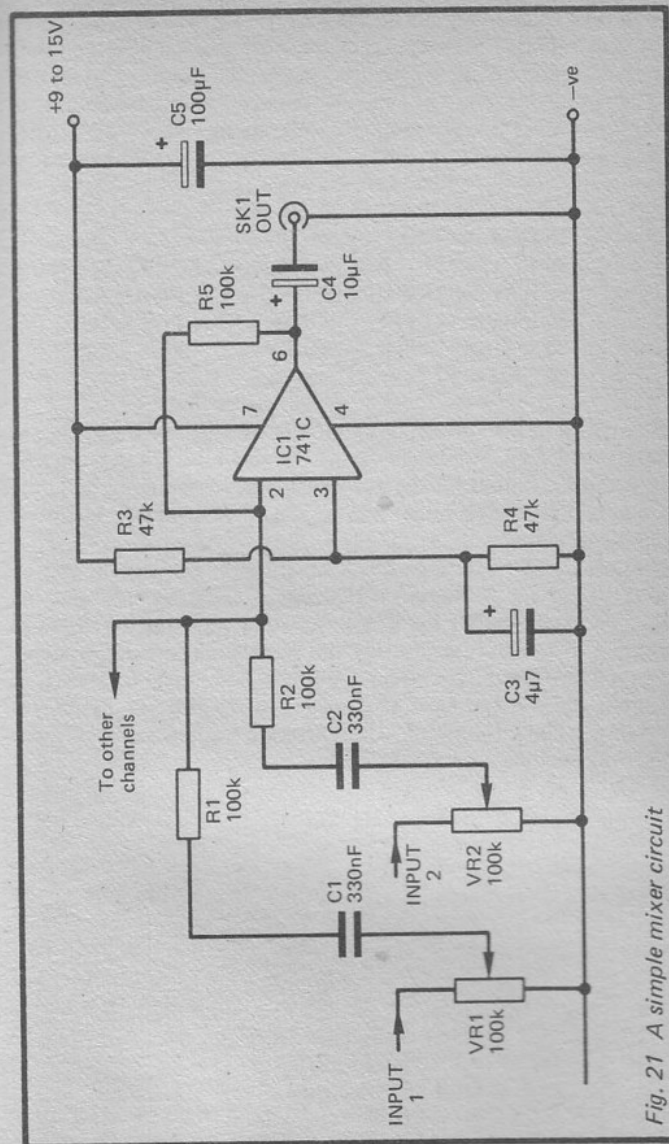 +9 to 15V
C5
100µF
+
SK1
OUT
R5
100k
+
C4
10µF
6
7
IC1
741C
4
2
3
R3
47k
R4
47k
+
C3
4µ7
–ve
To other
channels
R1
100k
R2
100k
C1
330nF
C2
330nF
INPUT
1
VR1
100k
INPUT
2
VR2
100k
Fig. 21 A simple mixer circuit